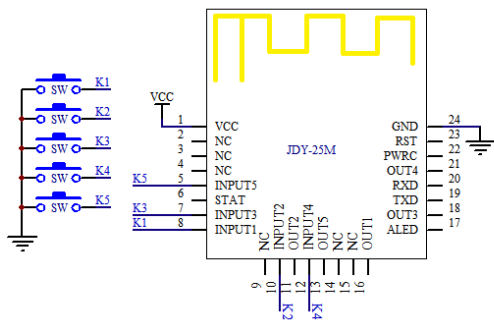 SW K1
SW K2
SW K3
SW K4
SW K5
VCC
JDY-25M
1 VCC
2 NC
3 NC
4 NC
K5 5 INPUT5
6 STAT
K3 7 INPUT3
K1 8 INPUT1
GND 24
RST 23
PWRC 22
OUT4 21
RXD 20
TXD 19
OUT3 18
ALED 17
NC 9
INPUT2 10 K2
OUT2 11
INPUT4 12 K4
OUT5 13
NC 14
NC 15
OUT1 16